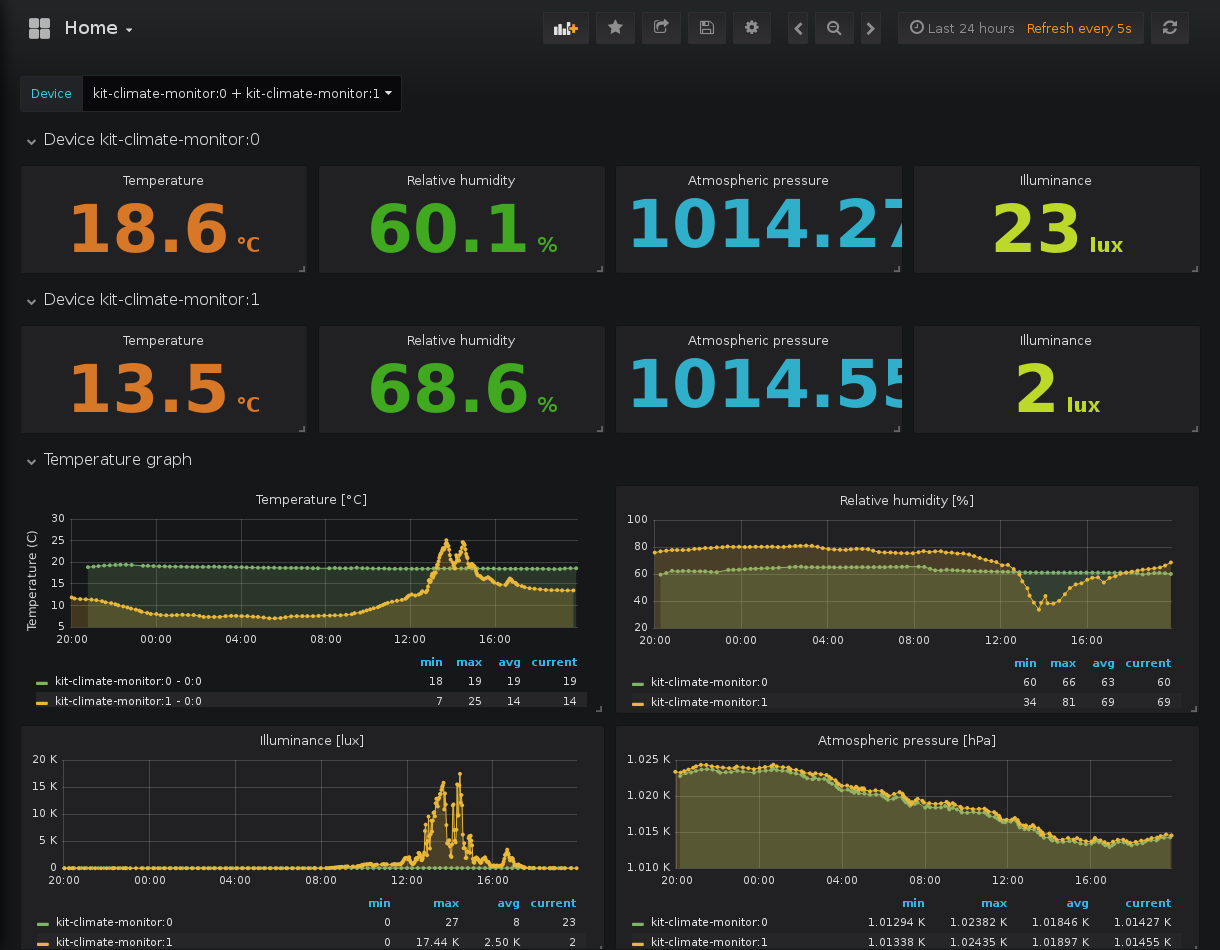 Home
Last 24 hours Refresh every 5s
Device kit-climate-monitor:0 + kit-climate-monitor:1
Device kit-climate-monitor:0
Temperature Relative humidity Atmospheric pressure Illuminance
18.6 °C 60.1 % 1014.27 23 lux
Device kit-climate-monitor:1
Temperature Relative humidity Atmospheric pressure Illuminance
13.5 °C 68.6 % 1014.55 2 lux
Temperature graph
Temperature [°C]
Temperature (C)
30
25
20
15
10
5
20:00 00:00 04:00 08:00 12:00 16:00
min max avg current
kit-climate-monitor:0 - 0:0 18 19 19 19
kit-climate-monitor:1 - 0:0 7 25 14 14
Relative humidity [%]
100
80
60
40
20
20:00 00:00 04:00 08:00 12:00 16:00
min max avg current
kit-climate-monitor:0 60 66 63 60
kit-climate-monitor:1 34 81 69 69
Illuminance [lux]
20 K
15 K
10 K
5 K
0
20:00 00:00 04:00 08:00 12:00 16:00
min max avg current
kit-climate-monitor:0 0 27 8 23
kit-climate-monitor:1 0 17.44 K 2.50 K 2
Atmospheric pressure [hPa]
1.025 K
1.020 K
1.015 K
1.010 K
20:00 00:00 04:00 08:00 12:00 16:00
min max avg current
kit-climate-monitor:0 1.01294 K 1.02382 K 1.01846 K 1.01427 K
kit-climate-monitor:1 1.01338 K 1.02435 K 1.01897 K 1.01455 K